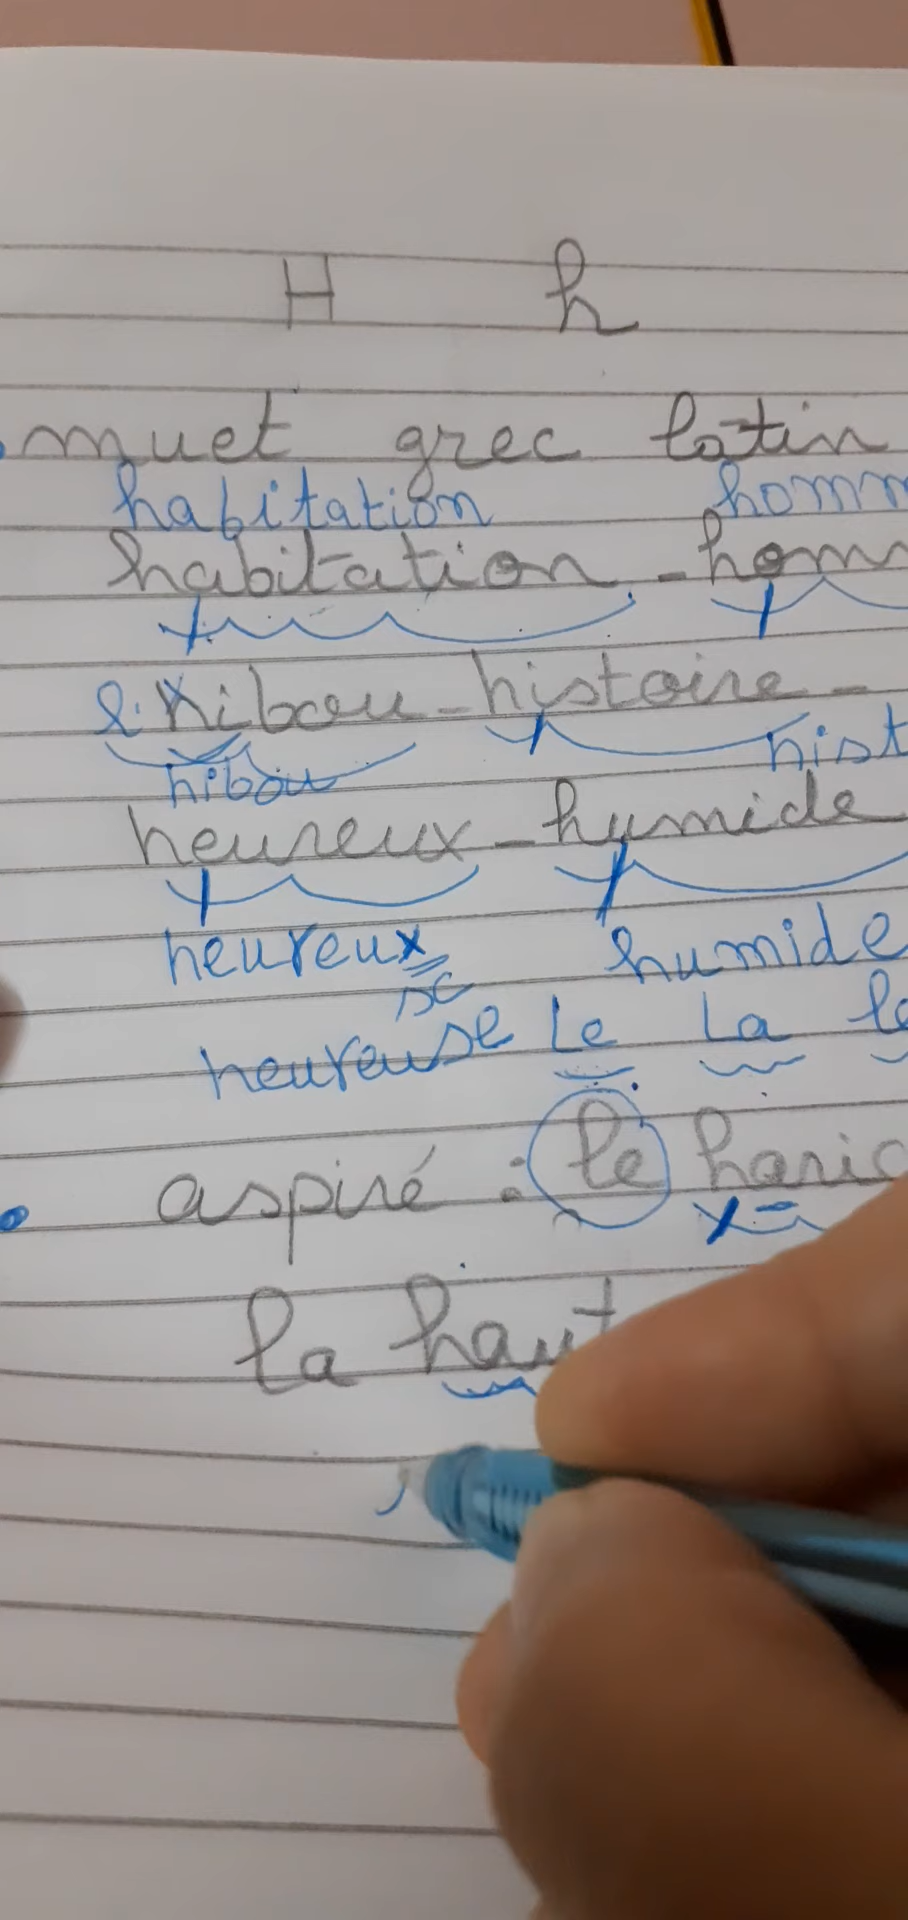 H h
muet grec latin
habitation homm
habitation - homm
l'hibou - histoire -
hibou hist
heureux - humide
heureux humide
se
heureuse Le La le
aspiré : le haric
la haut